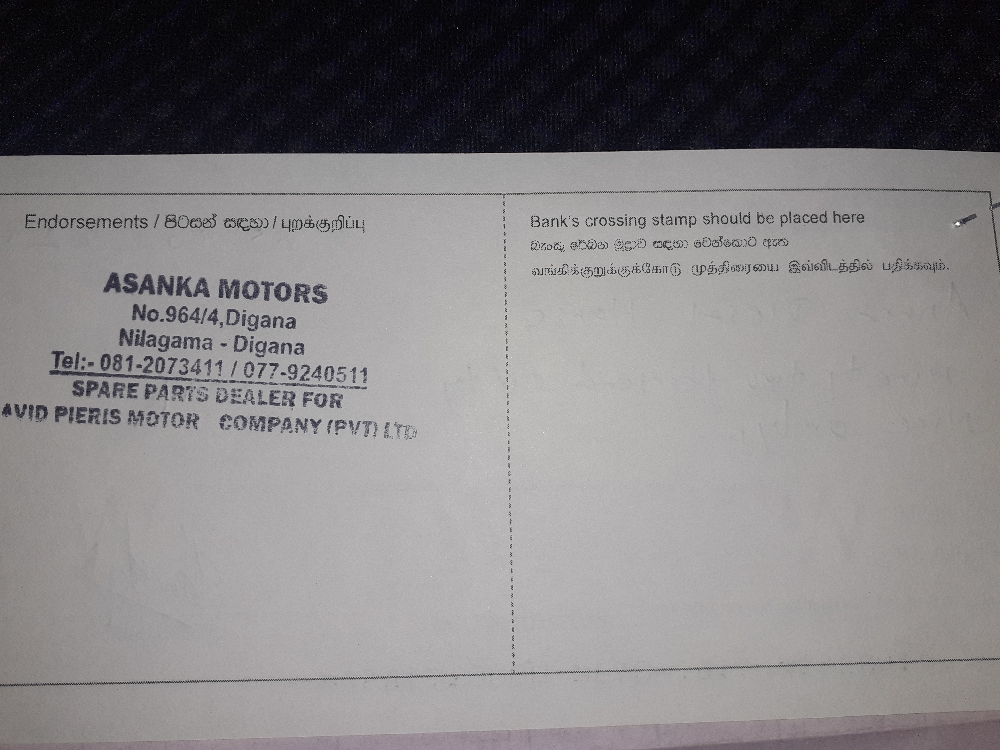 Endorsements / පිටසන් සඳහා / புறக்குறிப்பு
ASANKA MOTORS
No.964/4,Digana
Nilagama - Digana
Tel:- 081-2073411 / 077-9240511
SPARE PARTS DEALER FOR
AVID PIERIS MOTOR COMPANY (PVT) LTD
Bank's crossing stamp should be placed here
බැංකු රේඛන මුද්‍රාව සඳහා වෙන්කොට ඇත
வங்கிக்குறுக்குக்கோடு முத்திரையை இவ்விடத்தில் பதிக்கவும்.